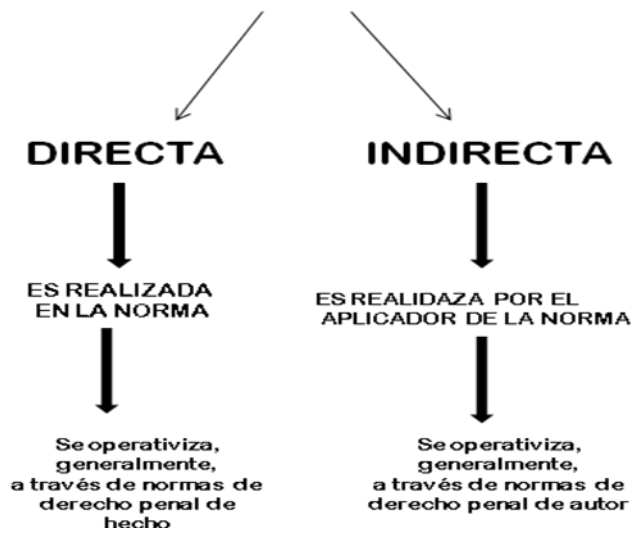 DIRECTA
INDIRECTA
ES REALIZADA
EN LA NORMA
ES REALIDAZA POR EL
APLICADOR DE LA NORMA
Se operativiza,
generalmente,
a través de normas de
derecho penal de
hecho
Se operativiza,
generalmente,
a través de normas de
derecho penal de autor